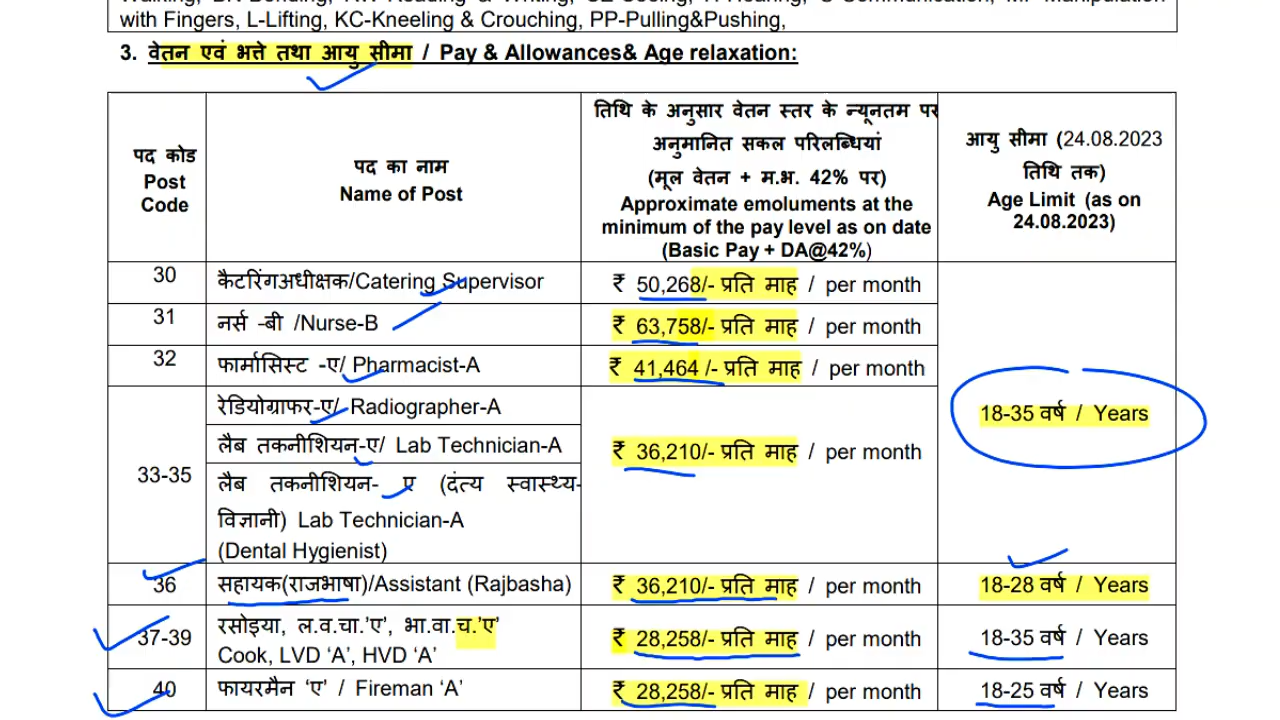 with Fingers, L-Lifting, KC-Kneeling & Crouching, PP-Pulling&Pushing,
3. वेतन एवं भत्ते तथा आयु सीमा / Pay & Allowances& Age relaxation:
पद कोड
Post
Code
पद का नाम
Name of Post
तिथि के अनुसार वेतन स्तर के न्यूनतम पर
अनुमानित सकल परिलब्धियां
(मूल वेतन + म.भ. 42% पर)
Approximate emoluments at the
minimum of the pay level as on date
(Basic Pay + DA@42%)
आयु सीमा (24.08.2023
तिथि तक)
Age Limit (as on
24.08.2023)
30 कैटरिंगअधीक्षक/Catering Supervisor ₹ 50,268/- प्रति माह / per month
31 नर्स -बी /Nurse-B ₹ 63,758/- प्रति माह / per month
32 फार्मासिस्ट -ए/ Pharmacist-A ₹ 41,464 /- प्रति माह / per month
33-35
रेडियोग्राफर-ए/ Radiographer-A
लैब तकनीशियन-ए/ Lab Technician-A
लैब तकनीशियन- ए (दंत्य स्वास्थ्य-
विज्ञानी) Lab Technician-A
(Dental Hygienist)
₹ 36,210/- प्रति माह / per month
18-35 वर्ष / Years
36 सहायक(राजभाषा)/Assistant (Rajbasha) ₹ 36,210/- प्रति माह / per month 18-28 वर्ष / Years
37-39
रसोइया, ल.व.चा.'ए', भा.वा.च.'ए'
Cook, LVD ‘A’, HVD ‘A’
₹ 28,258/- प्रति माह / per month
18-35 वर्ष / Years
40 फायरमैन ‘ए’ / Fireman ‘A’ ₹ 28,258/- प्रति माह / per month 18-25 वर्ष / Years